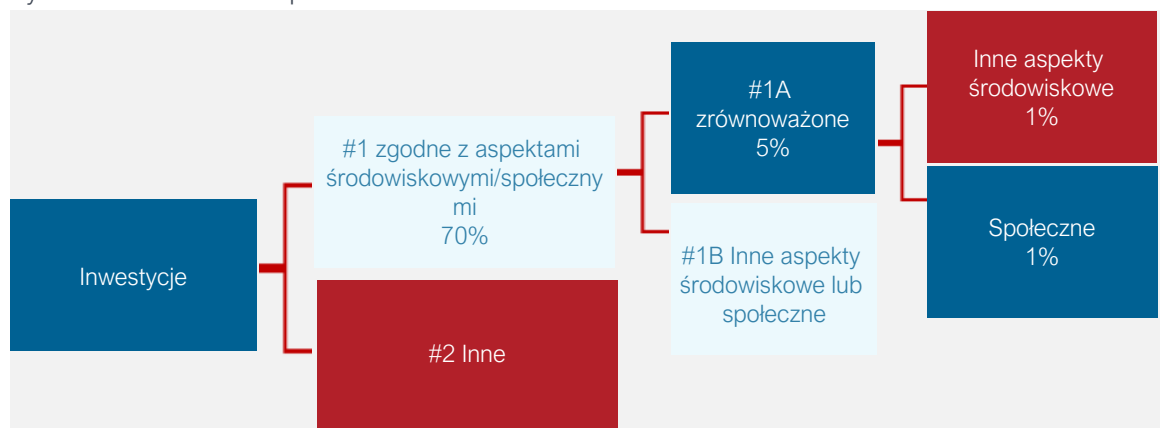 Inwestycje
#1 zgodne z aspektami
środowiskowymi/społeczny
mi
70%
#2 Inne
#1A
zrównoważone
5%
#1B Inne aspekty
środowiskowe lub
społeczne
Inne aspekty
środowiskowe
1%
Społeczne
1%